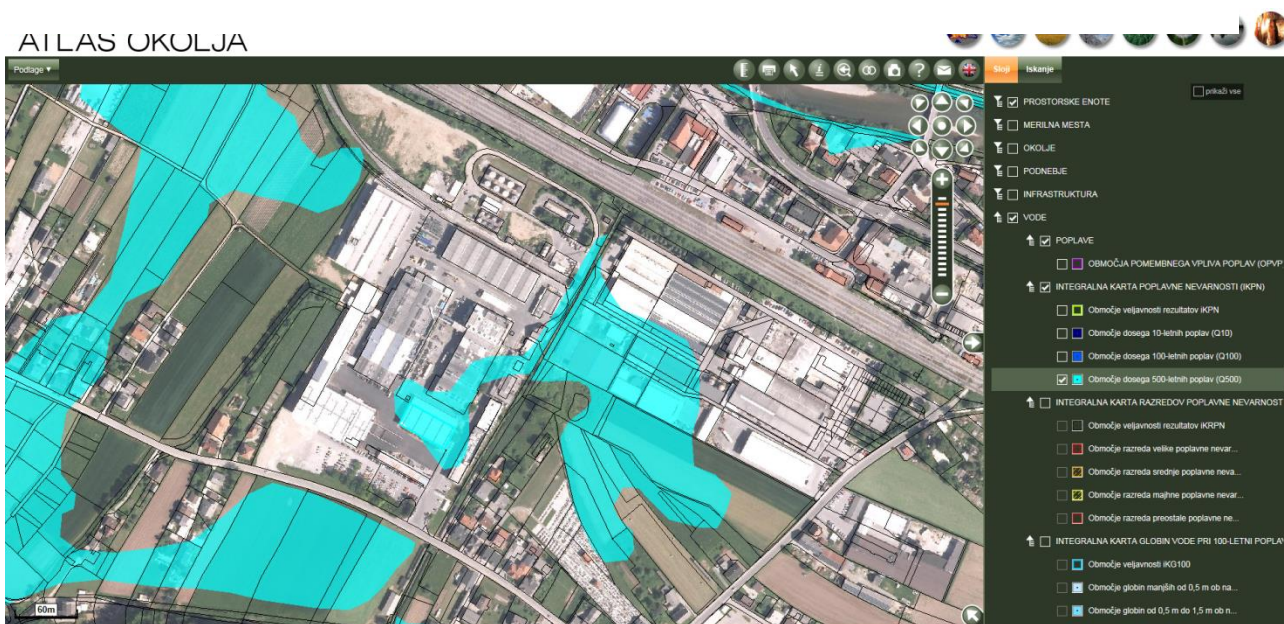 ATLAS OKOLJA
Podlage
Sloji
Iskanje
prikaži vse
PROSTORSKE ENOTE
MERILNA MESTA
OKOLJE
PODNEBJE
INFRASTRUKTURA
VODE
POPLAVE
OBMOČJA POMEMBNEGA VPLIVA POPLAV (OPVP
INTEGRALNA KARTA POPLAVNE NEVARNOSTI (IKPN)
Območje veljavnosti rezultatov iKPN
Območje dosega 10-letnih poplav (Q10)
Območje dosega 100-letnih poplav (Q100)
Območje dosega 500-letnih poplav (Q500)
INTEGRALNA KARTA RAZREDOV POPLAVNE NEVARNOST
Območje veljavnosti rezultatov iKRPN
Območje razreda velike poplavne nevar...
Območje razreda srednje poplavne neva...
Območje razreda majhne poplavne nevar...
Območje razreda preostale poplavne ne...
INTEGRALNA KARTA GLOBIN VODE PRI 100-LETNI POPLAV
Območje veljavnosti iKG100
Območje globin manjših od 0,5 m ob na...
Območje globin od 0,5 m do 1,5 m ob n...
60m